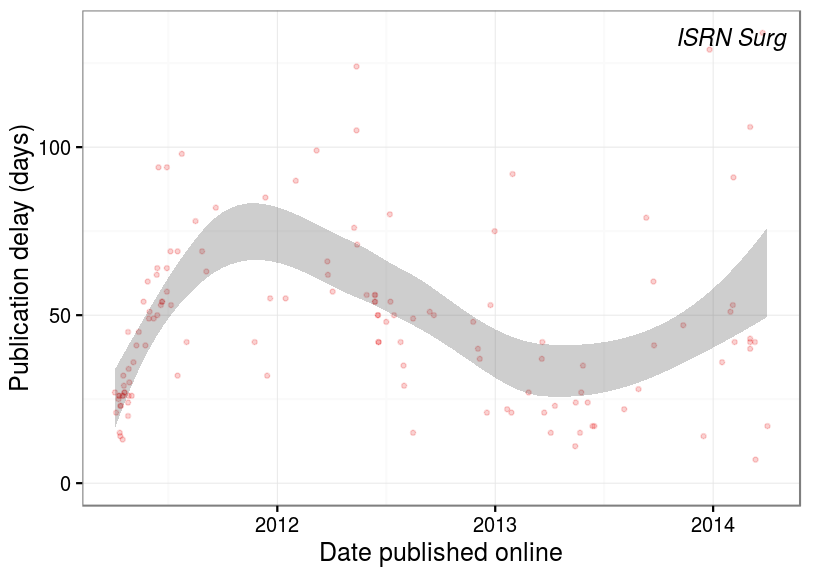 ISRN Surg
Publication delay (days)
100
50
0
2012 2013 2014
Date published online